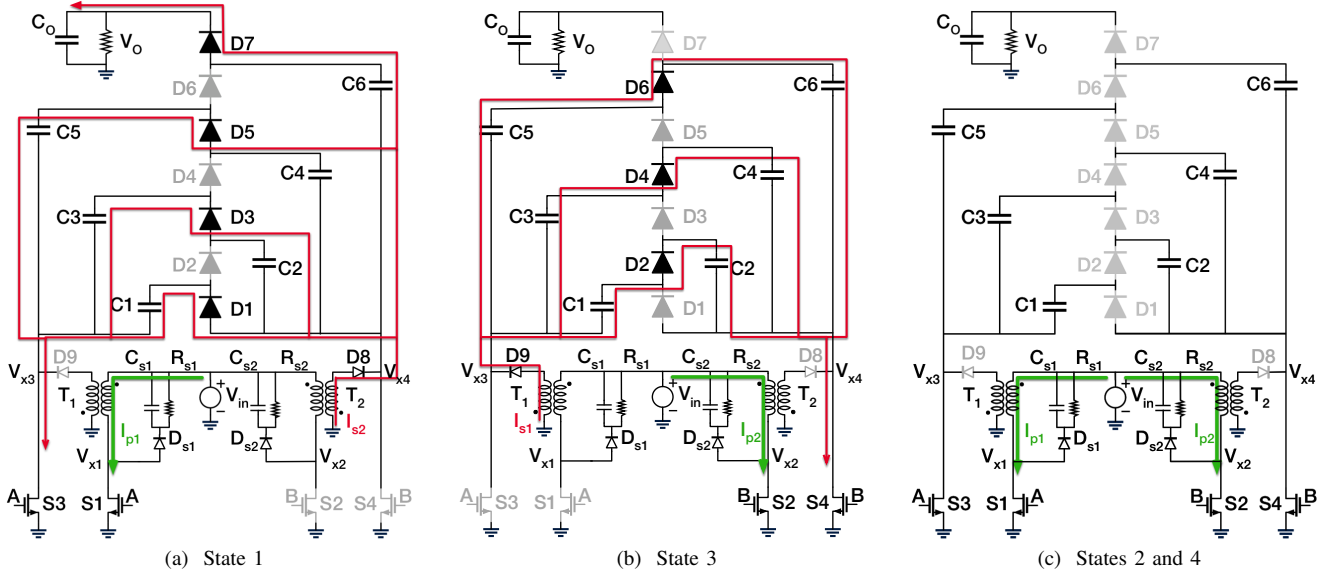 C_O
V_O
D7
D6
C6
C5
D5
D4
C4
C3
D3
D2
C2
C1
D1
D9
C_s1
R_s1
C_s2
R_s2
D8
V_x3
V_x4
T_1
+
V_in
−
T_2
I_p1
D_s1
D_s2
I_s2
V_x1
V_x2
A
S3
S1
A
B
S2
S4
B
(a) State 1
C_O
V_O
D7
D6
C6
C5
D5
D4
C4
C3
D3
D2
C2
C1
D1
D9
C_s1
R_s1
C_s2
R_s2
D8
V_x3
V_x4
T_1
+
V_in
−
T_2
I_s1
D_s1
D_s2
I_p2
V_x1
V_x2
A
S3
S1
A
B
S2
S4
B
(b) State 3
C_O
V_O
D7
D6
C6
C5
D5
D4
C4
C3
D3
D2
C2
C1
D1
D9
C_s1
R_s1
C_s2
R_s2
D8
V_x3
V_x4
T_1
+
V_in
−
T_2
I_p1
D_s1
D_s2
I_p2
V_x1
V_x2
A
S3
S1
A
B
S2
S4
B
(c) States 2 and 4